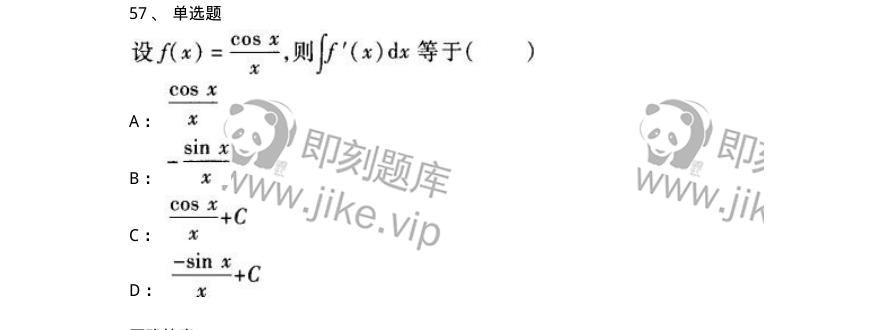 57 、 单选题
设 f(x) = cos x / x ,则∫f ′(x)dx 等于( )
A : cos x / x
B : - sin x / x
C : cos x / x +C
D : -sin x / x +C
即刻题库
www.jike.vip
即刻
www.jik